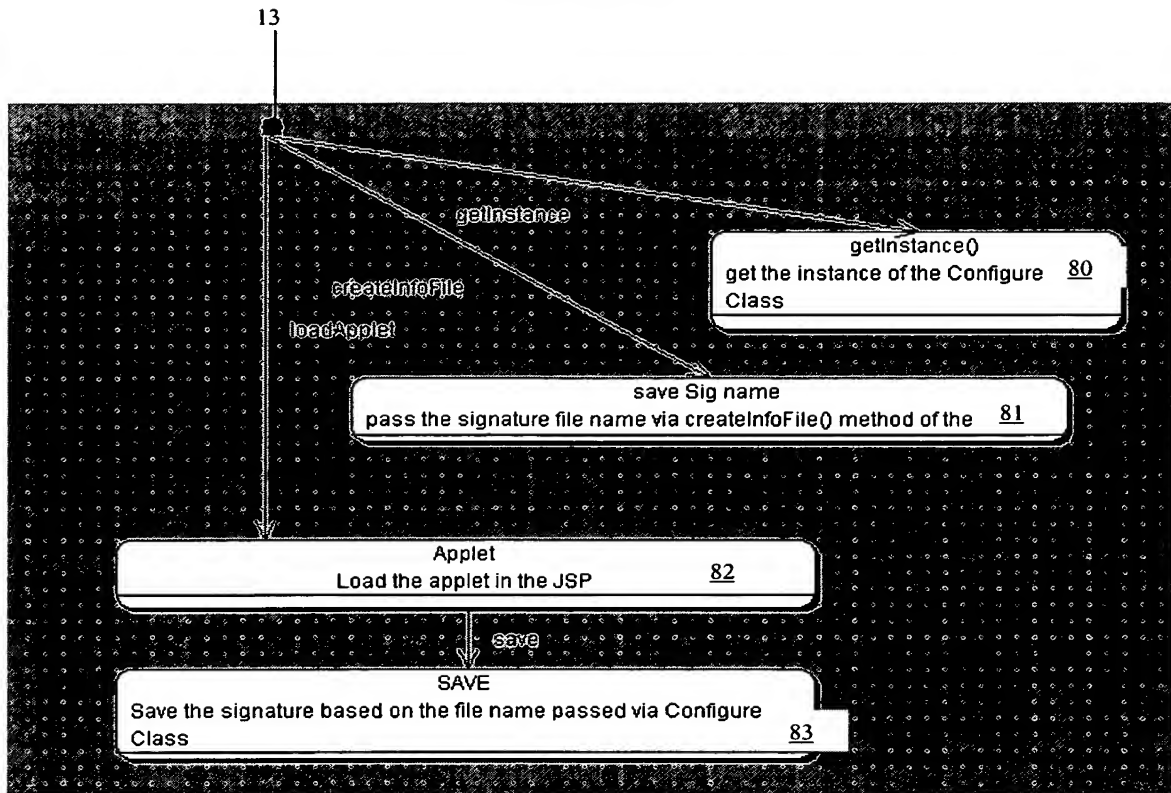 13
getInstance
getInstance()
get the instance of the Configure 80
Class
createInfoFile
loadApplet
save Sig name
pass the signature file name via createInfoFile() method of the 81
Applet
Load the applet in the JSP 82
save
SAVE
Save the signature based on the file name passed via Configure
Class 83